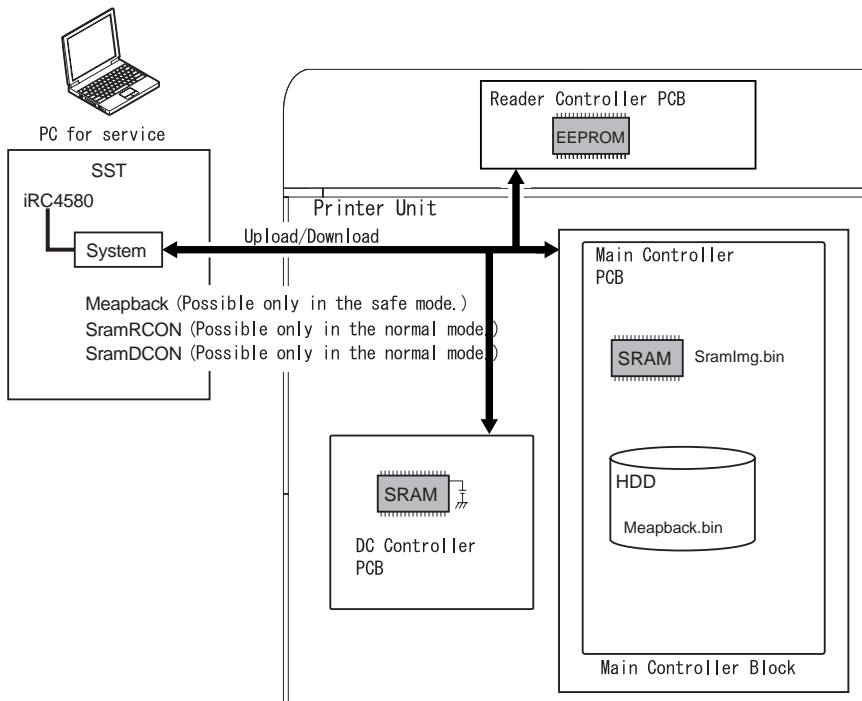 PC for service
SST
iRC4580
System
Upload/Download
Meapback (Possible only in the safe mode.)
SramRCON (Possible only in the normal mode.)
SramDCON (Possible only in the normal mode.)
Reader Controller PCB
EEPROM
Printer Unit
Main Controller
PCB
SRAM
SramImg.bin
HDD
Meapback.bin
Main Controller Block
SRAM
DC Controller
PCB